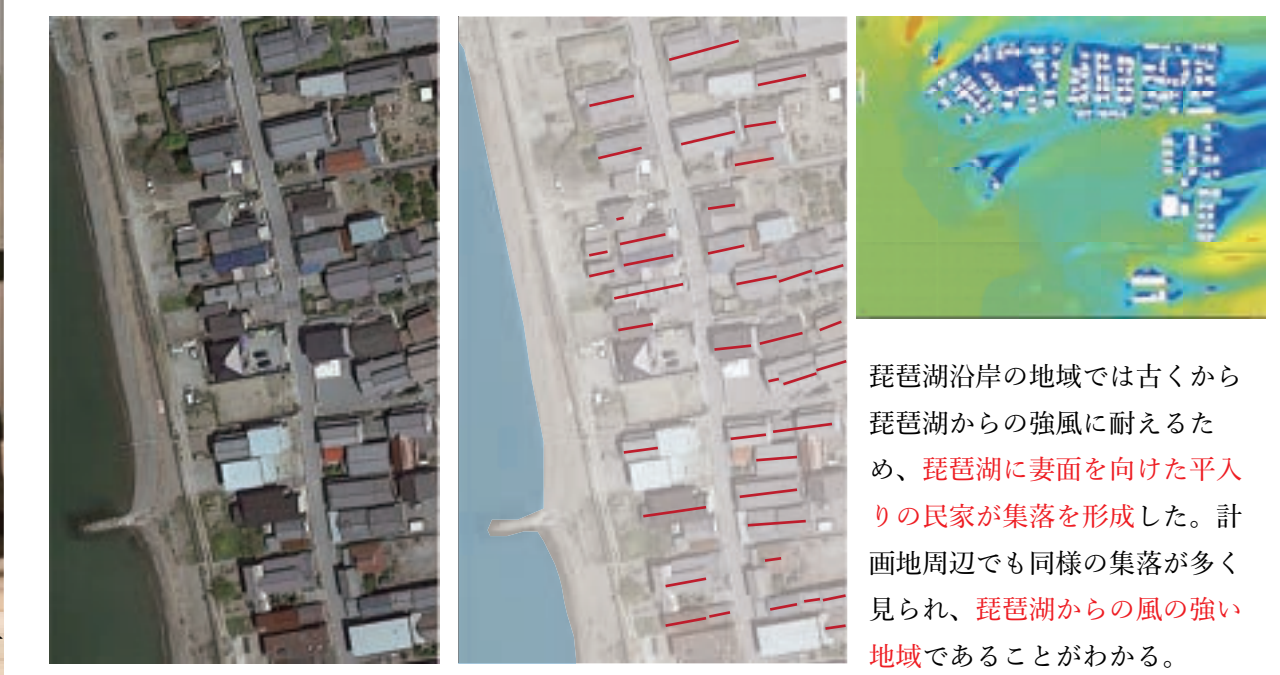 琵琶湖沿岸の地域では古くから
琵琶湖からの強風に耐えるた
め、琵琶湖に妻面を向けた平入
りの民家が集落を形成した。計
画地周辺でも同様の集落が多く
見られ、琵琶湖からの風の強い
地域であることがわかる。